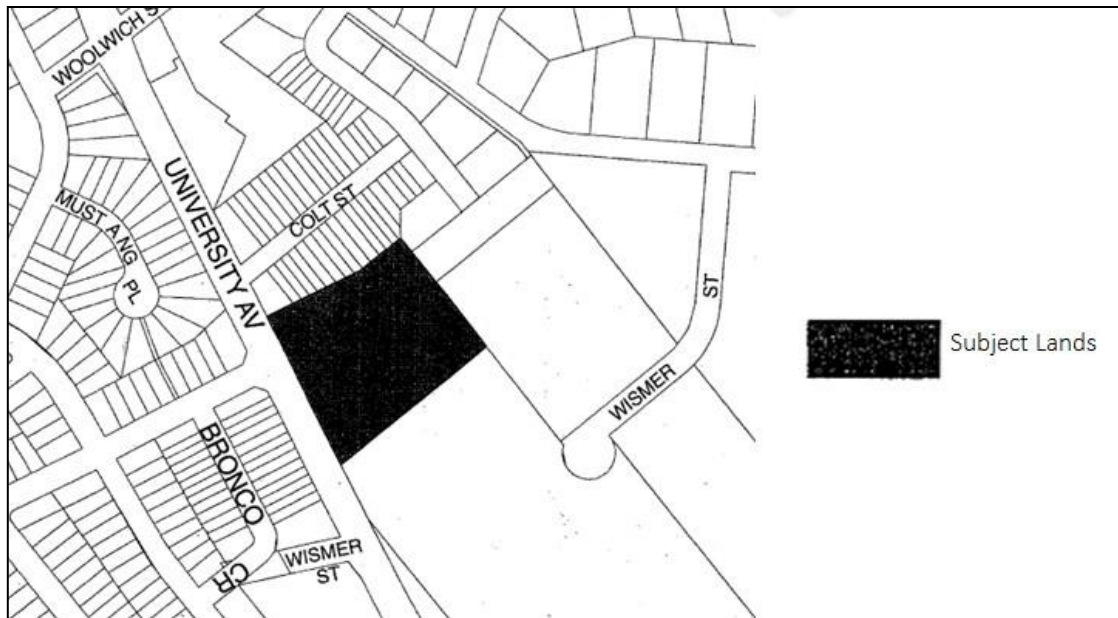 WOOLWICH S
MUSTANG
PL
UNIVERSITY AV
COLT ST
ST
Subject Lands
WISMER
BRONCO
CR
WISMER
ST